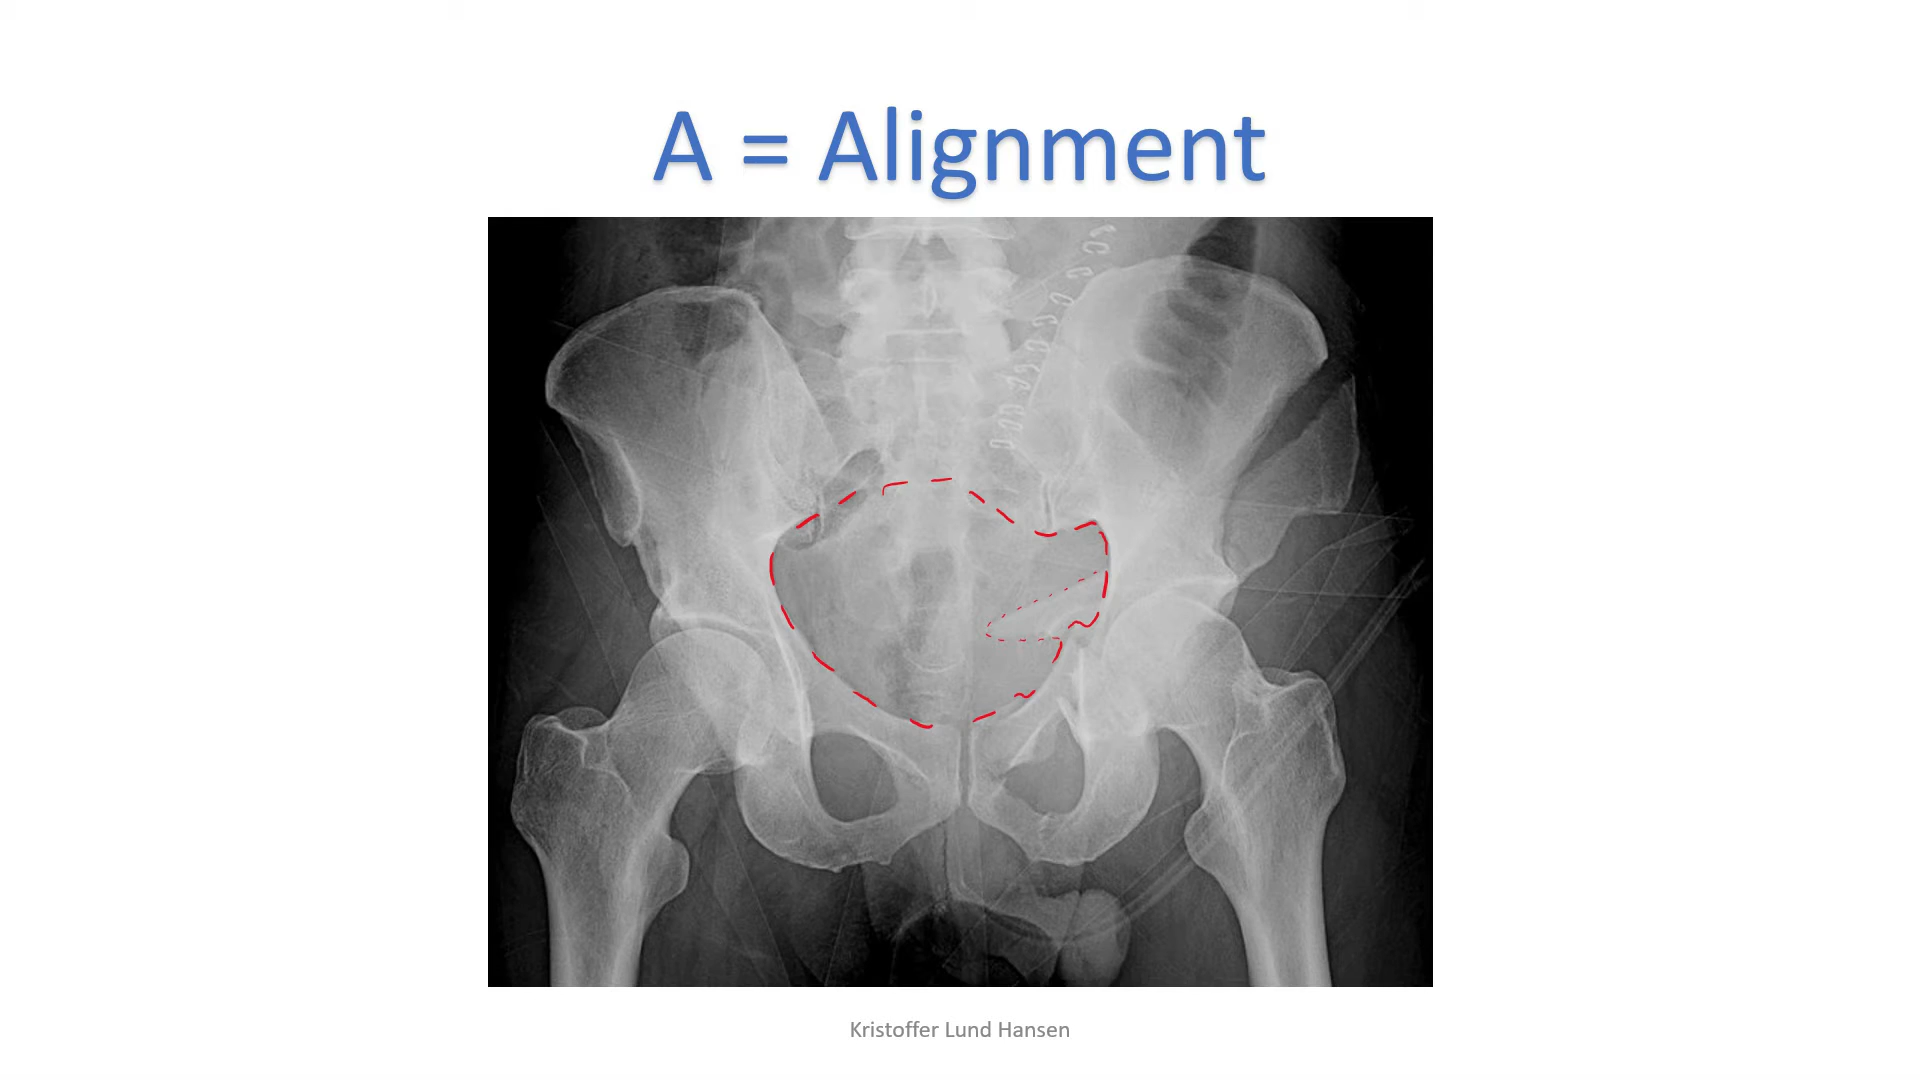 A = Alignment
Kristoffer Lund Hansen